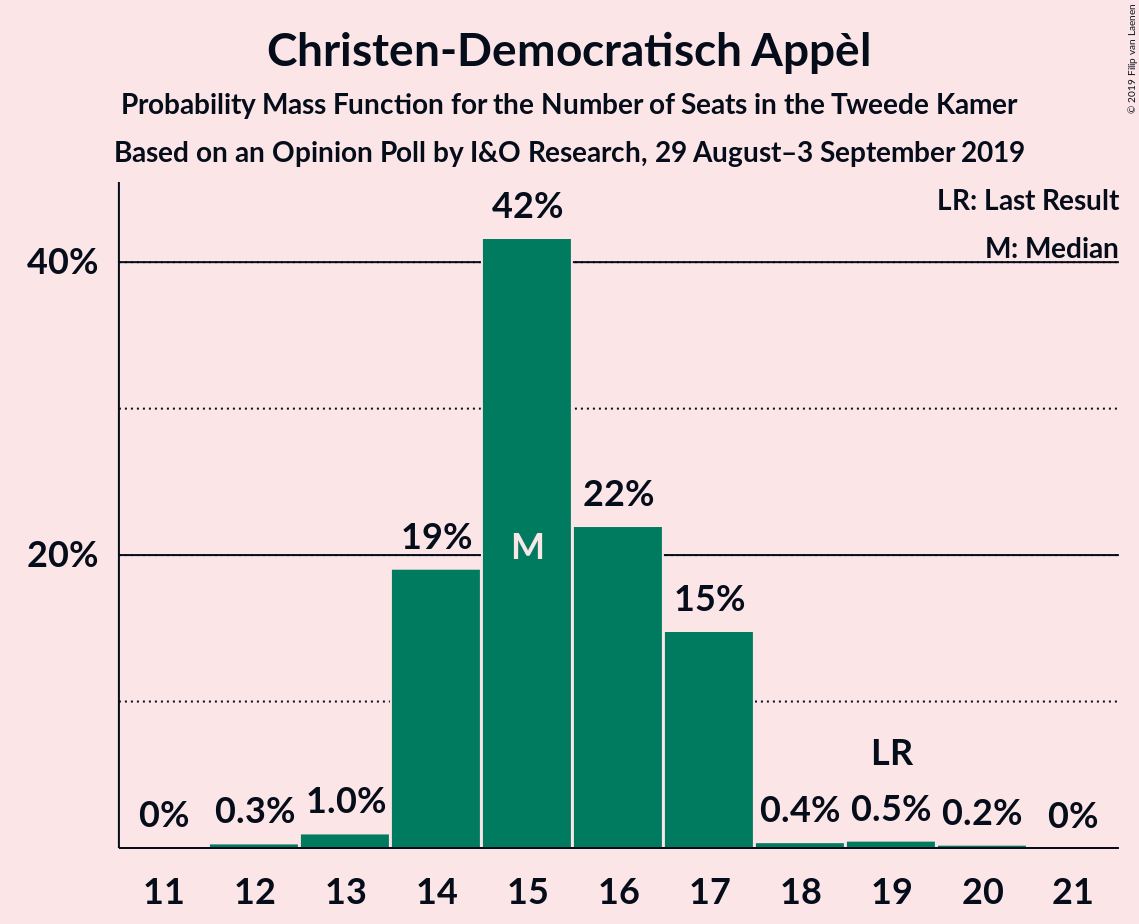 Christen-Democratisch Appèl
Probability Mass Function for the Number of Seats in the Tweede Kamer
Based on an Opinion Poll by I&O Research, 29 August–3 September 2019
© 2019 Filip van Laenen
LR: Last Result
M: Median
40%
20%
0%
0.3%
1.0%
19%
42%
M
22%
15%
0.4%
LR
0.5%
0.2%
0%
11 12 13 14 15 16 17 18 19 20 21